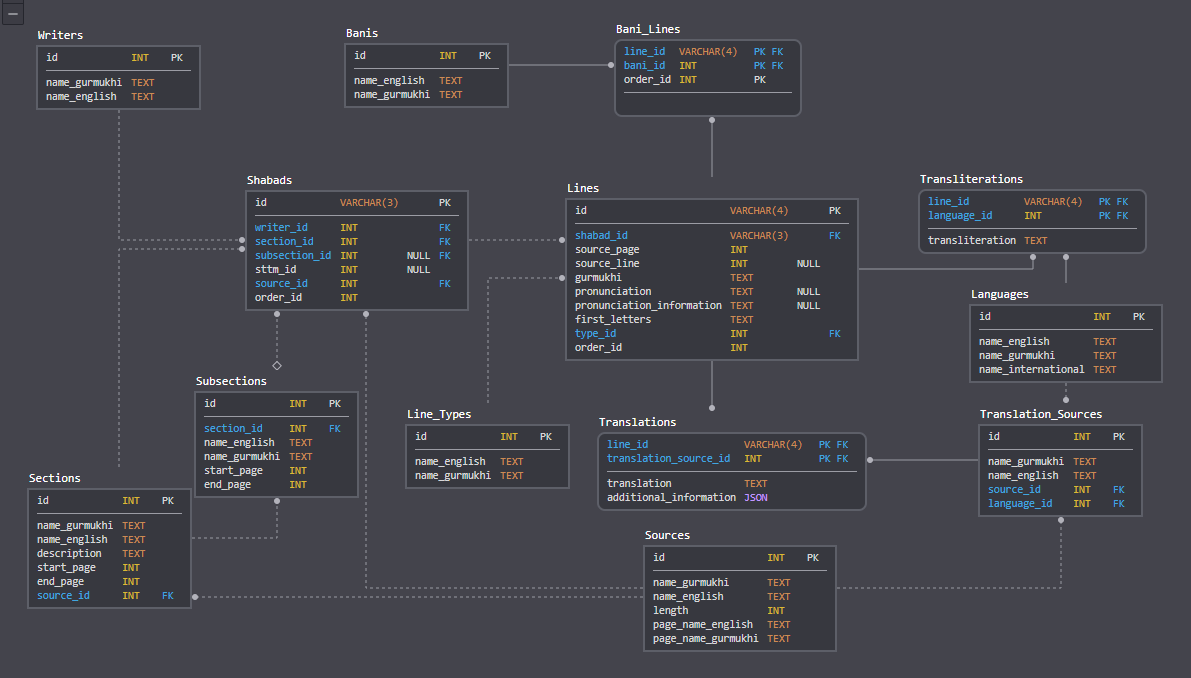 Writers
id INT PK
name_gurmukhi TEXT
name_english TEXT
Banis
id INT PK
name_english TEXT
name_gurmukhi TEXT
Bani_Lines
line_id VARCHAR(4) PK FK
bani_id INT PK FK
order_id INT PK
Shabads
id VARCHAR(3) PK
writer_id INT FK
section_id INT FK
subsection_id INT NULL FK
sttm_id INT NULL
source_id INT FK
order_id INT
Lines
id VARCHAR(4) PK
shabad_id VARCHAR(3) FK
source_page INT
source_line INT NULL
gurmukhi TEXT
pronunciation TEXT NULL
pronunciation_information TEXT NULL
first_letters TEXT
type_id INT FK
order_id INT
Transliterations
line_id VARCHAR(4) PK FK
language_id INT PK FK
transliteration TEXT
Languages
id INT PK
name_english TEXT
name_gurmukhi TEXT
name_international TEXT
Subsections
id INT PK
section_id INT FK
name_english TEXT
name_gurmukhi TEXT
start_page INT
end_page INT
Line_Types
id INT PK
name_english TEXT
name_gurmukhi TEXT
Translations
line_id VARCHAR(4) PK FK
translation_source_id INT PK FK
translation TEXT
additional_information JSON
Translation_Sources
id INT PK
name_gurmukhi TEXT
name_english TEXT
source_id INT FK
language_id INT FK
Sections
id INT PK
name_gurmukhi TEXT
name_english TEXT
description TEXT
start_page INT
end_page INT
source_id INT FK
Sources
id INT PK
name_gurmukhi TEXT
name_english TEXT
length INT
page_name_english TEXT
page_name_gurmukhi TEXT